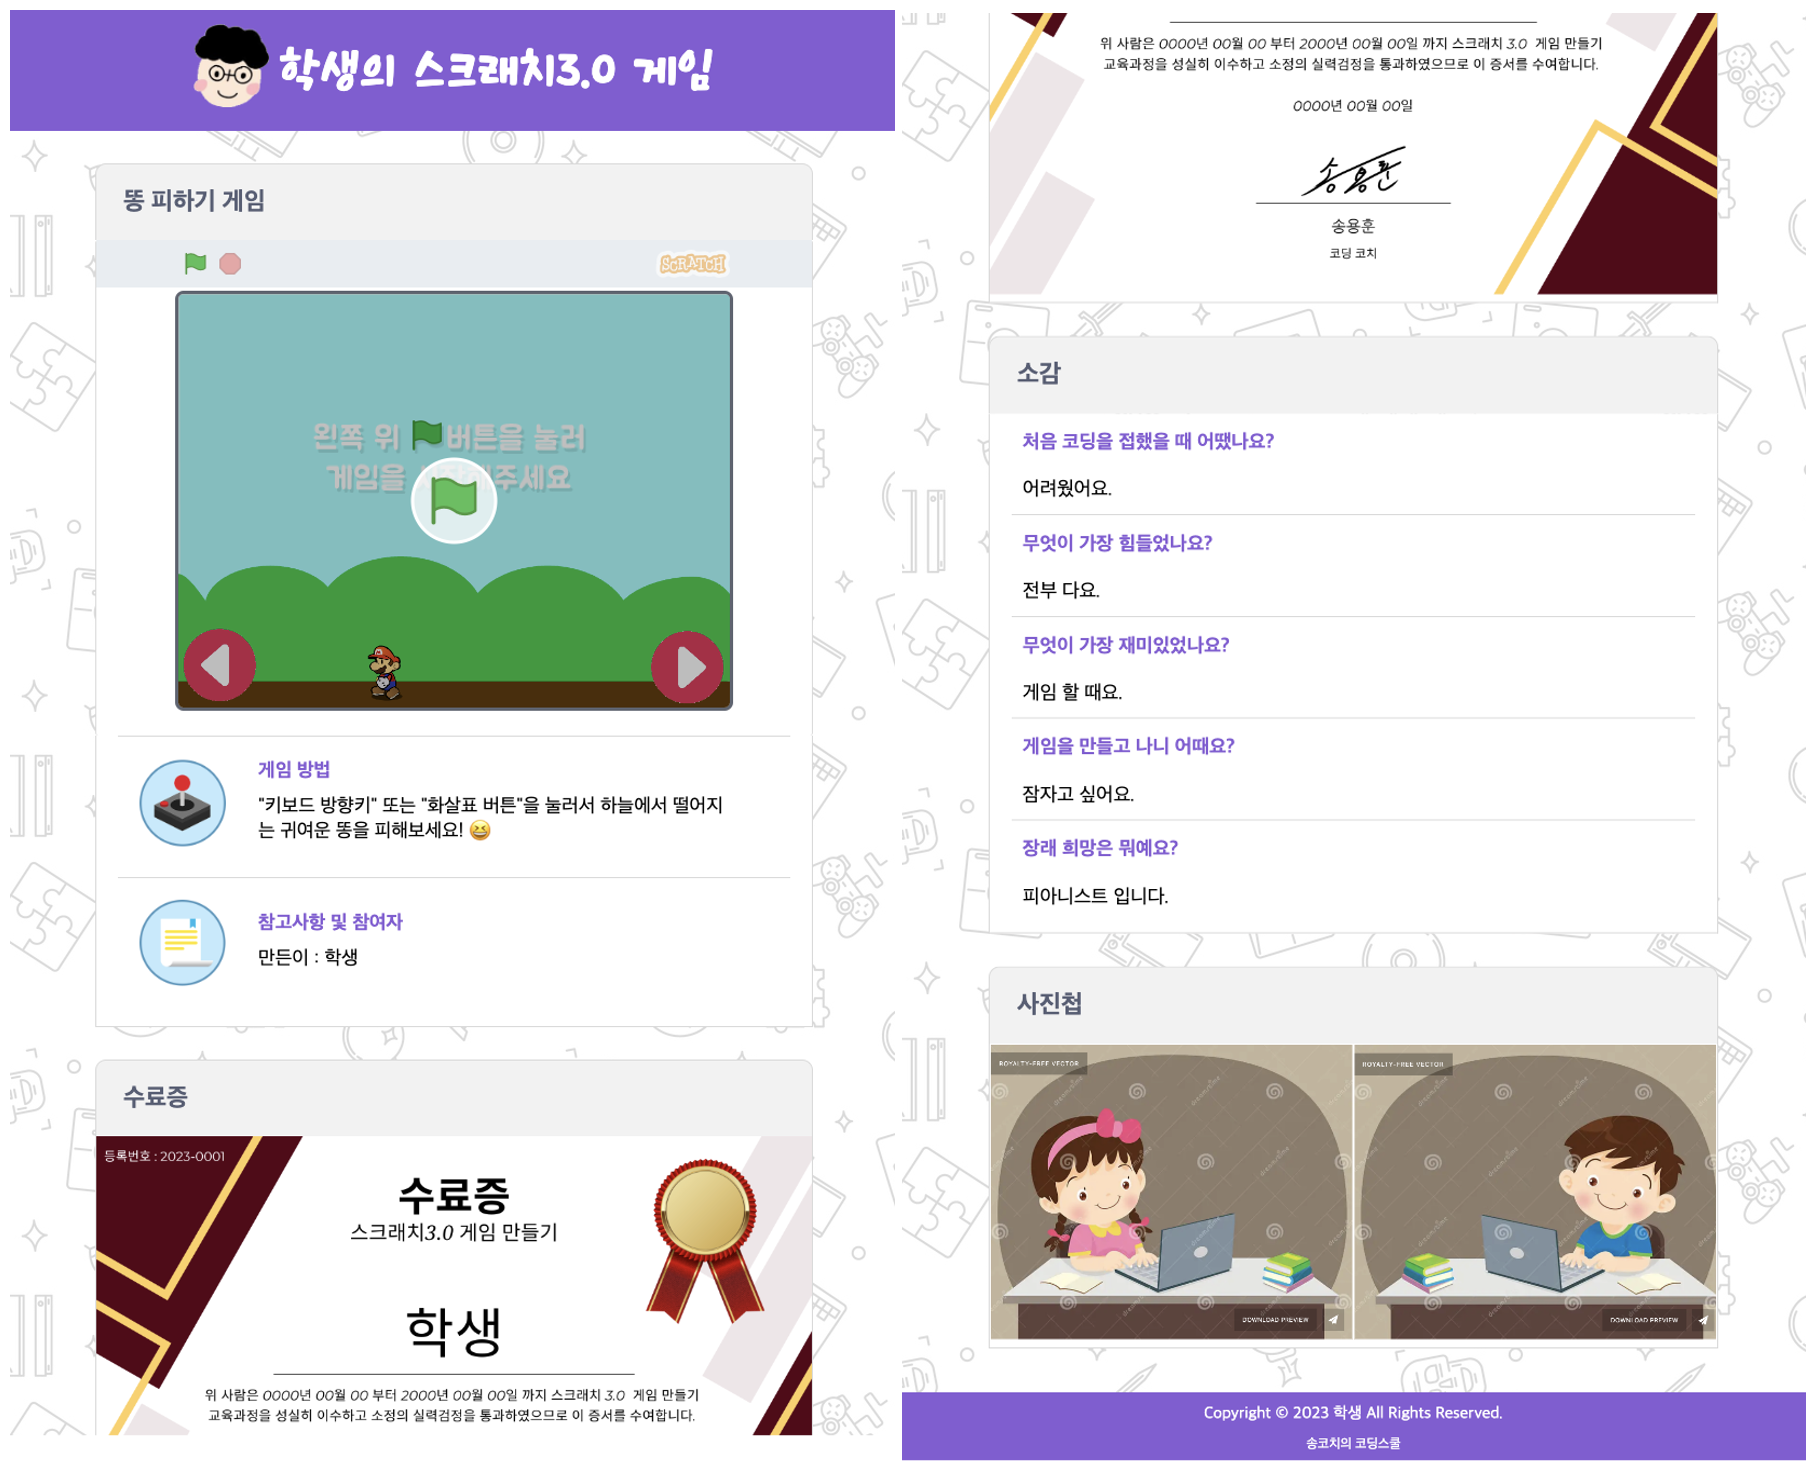 학생의 스크래치3.0 게임
똥 피하기 게임
SCRATCH
왼쪽 위 버튼을 눌러
게임을 주세요
게임 방법
"키보드 방향키" 또는 "화살표 버튼"을 눌러서 하늘에서 떨어지
는 귀여운 똥을 피해보세요! 😆
참고사항 및 참여자
만든이 : 학생
수료증
등록번호 : 2023-0001
수료증
스크래치3.0 게임 만들기
학생
위 사람은 0000년 00월 00 부터 2000년 00월 00일 까지 스크래치 3.0 게임 만들기
교육과정을 성실히 이수하고 소정의 실력검정을 통과하였으므로 이 증서를 수여합니다.
위 사람은 0000년 00월 00 부터 2000년 00월 00일 까지 스크래치 3.0 게임 만들기
교육과정을 성실히 이수하고 소정의 실력검정을 통과하였으므로 이 증서를 수여합니다.
0000년 00월 00일
송용훈
송용훈
코딩 코치
소감
처음 코딩을 접했을 때 어땠나요?
어려웠어요.
무엇이 가장 힘들었나요?
전부 다요.
무엇이 가장 재미있었나요?
게임 할 때요.
게임을 만들고 나니 어때요?
잠자고 싶어요.
장래 희망은 뭐예요?
피아니스트 입니다.
사진첩
ROYALTY-FREE VECTOR
ROYALTY-FREE VECTOR
DOWNLOAD PREVIEW
DOWNLOAD PREVIEW
Copyright © 2023 학생 All Rights Reserved.
송코치의 코딩스쿨